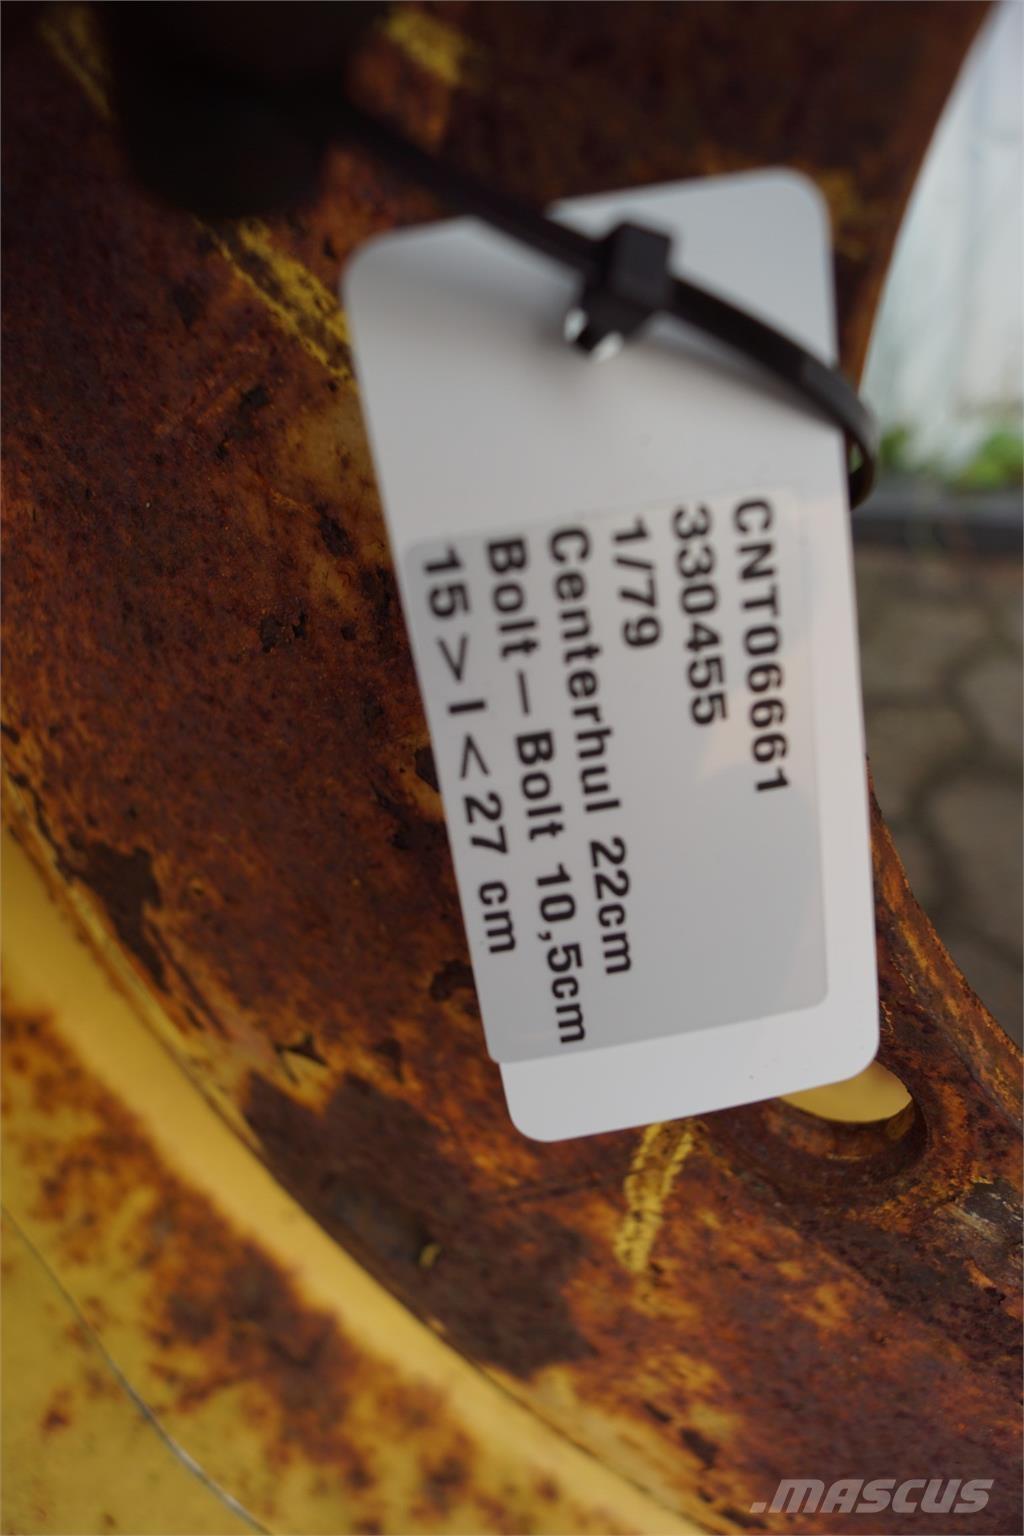 CNT06661
330455
1/79
Centerhul 22cm
Bolt – Bolt 10,5cm
15 > I < 27 cm
.MASCUS